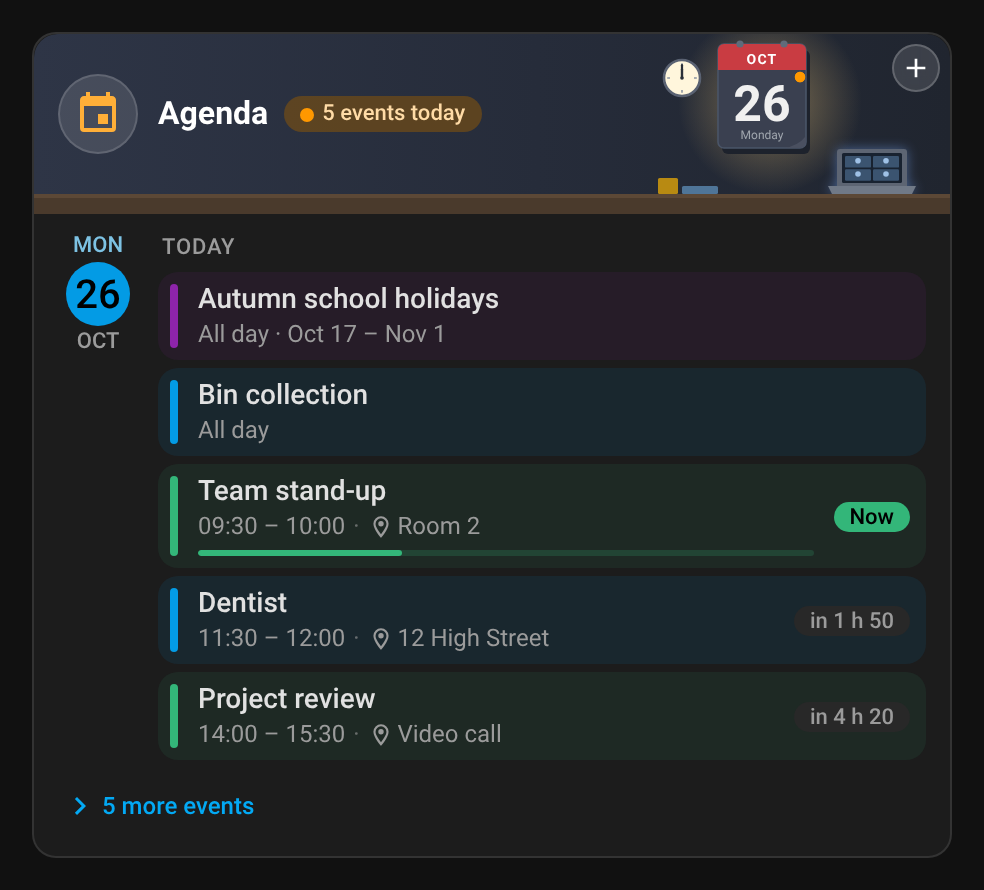 Agenda
5 events today
OCT
26
Monday
MON
26
OCT
TODAY
Autumn school holidays
All day · Oct 17 – Nov 1
Bin collection
All day
Team stand-up
09:30 – 10:00 · Room 2
Now
Dentist
11:30 – 12:00 · 12 High Street
in 1 h 50
Project review
14:00 – 15:30 · Video call
in 4 h 20
5 more events